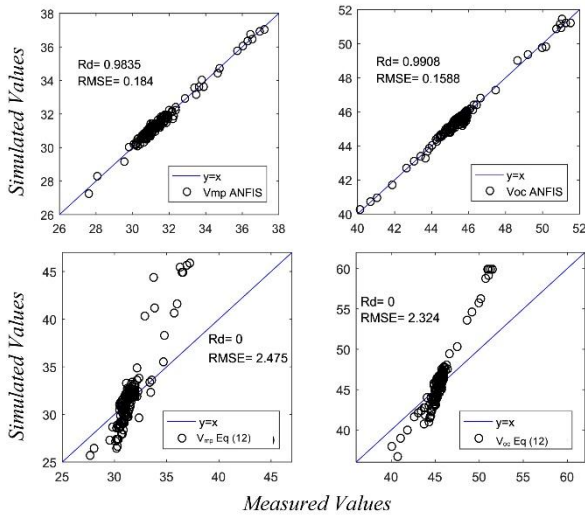 38
36
34
32
30
28
26
26 28 30 32 34 36 38
Rd= 0.9835
RMSE= 0.184
y=x
Vmp ANFIS
52
50
48
46
44
42
40
40 42 44 46 48 50 52
Rd= 0.9908
RMSE= 0.1588
y=x
Voc ANFIS
Simulated Values
45
40
35
30
25
25 30 35 40 45
Rd= 0
RMSE= 2.475
y=x
Vmp Eq (12)
60
55
50
45
40
40 45 50 55 60
Rd= 0
RMSE= 2.324
y=x
Voc Eq (12)
Simulated Values
Measured Values